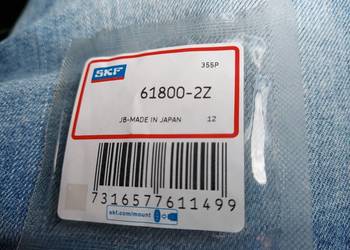 SKF
355P
61800-2Z
JB-MADE IN JAPAN 12
7316577611499
skf.com/mount